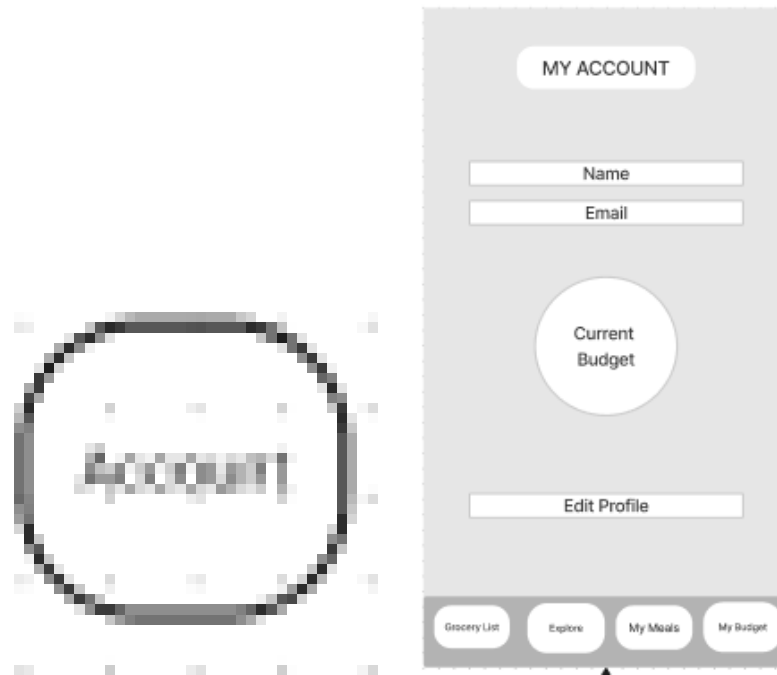 Account
MY ACCOUNT
Name
Email
Current
Budget
Edit Profile
Grocery List
Explore
My Meals
My Budget